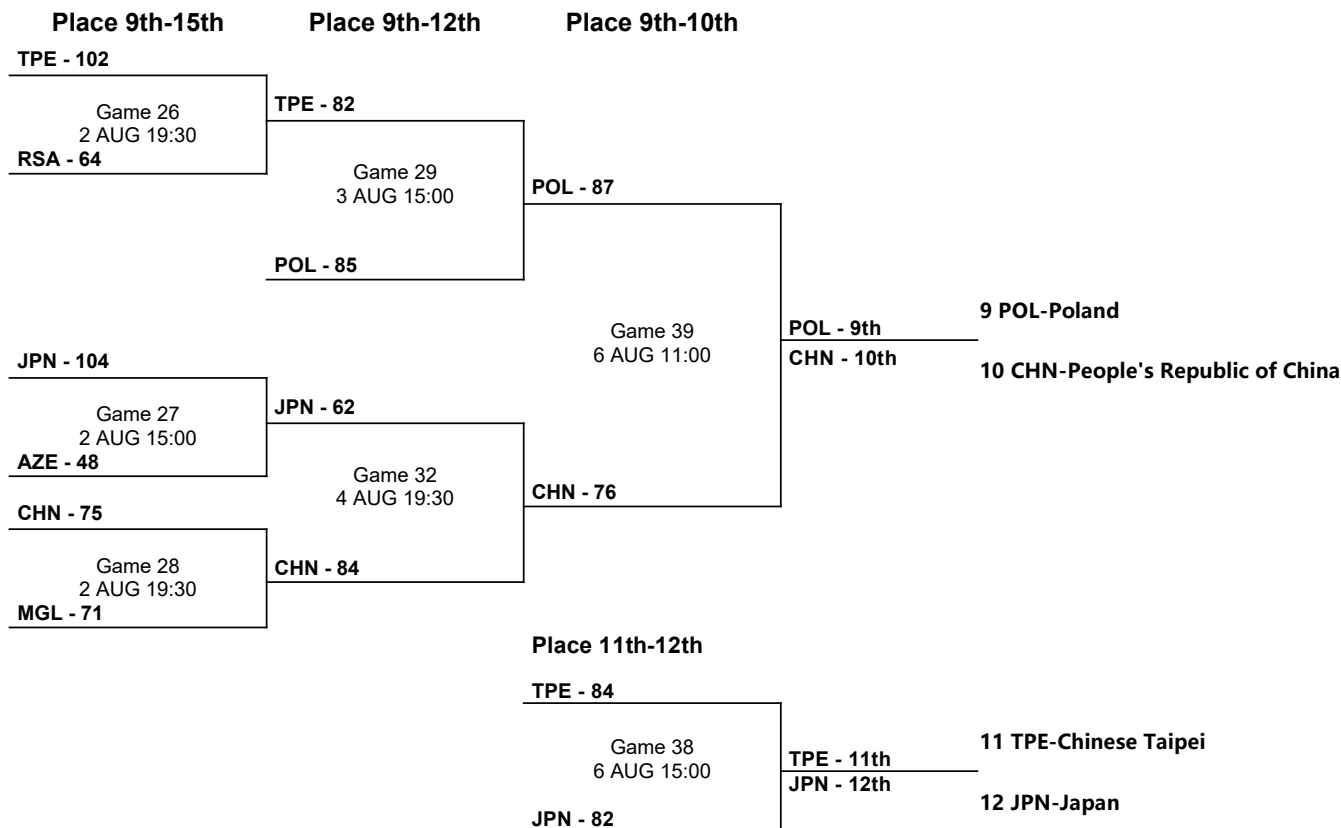 Place 9th-15th
Place 9th-12th
Place 9th-10th
TPE - 102
Game 26
2 AUG 19:30
RSA - 64
TPE - 82
Game 29
3 AUG 15:00
POL - 85
POL - 87
Game 39
6 AUG 11:00
POL - 9th
CHN - 10th
9 POL-Poland
10 CHN-People's Republic of China
JPN - 104
Game 27
2 AUG 15:00
AZE - 48
JPN - 62
Game 32
4 AUG 19:30
CHN - 76
CHN - 75
Game 28
2 AUG 19:30
MGL - 71
CHN - 84
Place 11th-12th
TPE - 84
Game 38
6 AUG 15:00
JPN - 82
TPE - 11th
JPN - 12th
11 TPE-Chinese Taipei
12 JPN-Japan